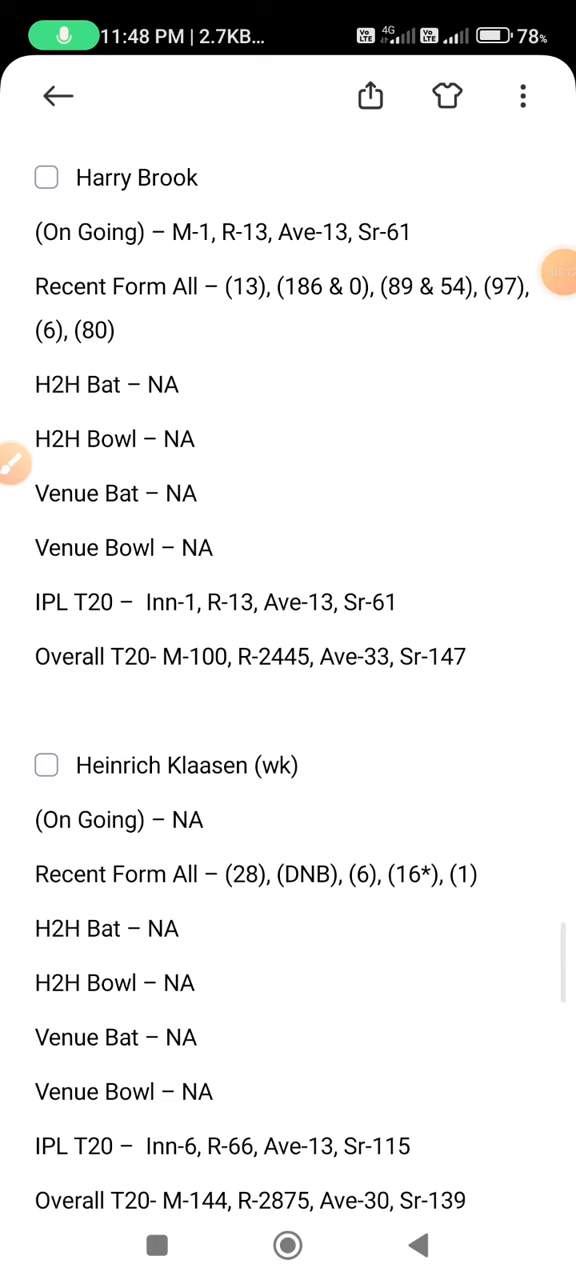 11:48 PM | 2.7KB...
Vo LTE 4G Vo LTE 78%
Harry Brook
(On Going) – M-1, R-13, Ave-13, Sr-61
Recent Form All – (13), (186 & 0), (89 & 54), (97),
(6), (80)
H2H Bat – NA
H2H Bowl – NA
Venue Bat – NA
Venue Bowl – NA
IPL T20 –  Inn-1, R-13, Ave-13, Sr-61
Overall T20- M-100, R-2445, Ave-33, Sr-147
Heinrich Klaasen (wk)
(On Going) – NA
Recent Form All – (28), (DNB), (6), (16*), (1)
H2H Bat – NA
H2H Bowl – NA
Venue Bat – NA
Venue Bowl – NA
IPL T20 –  Inn-6, R-66, Ave-13, Sr-115
Overall T20- M-144, R-2875, Ave-30, Sr-139